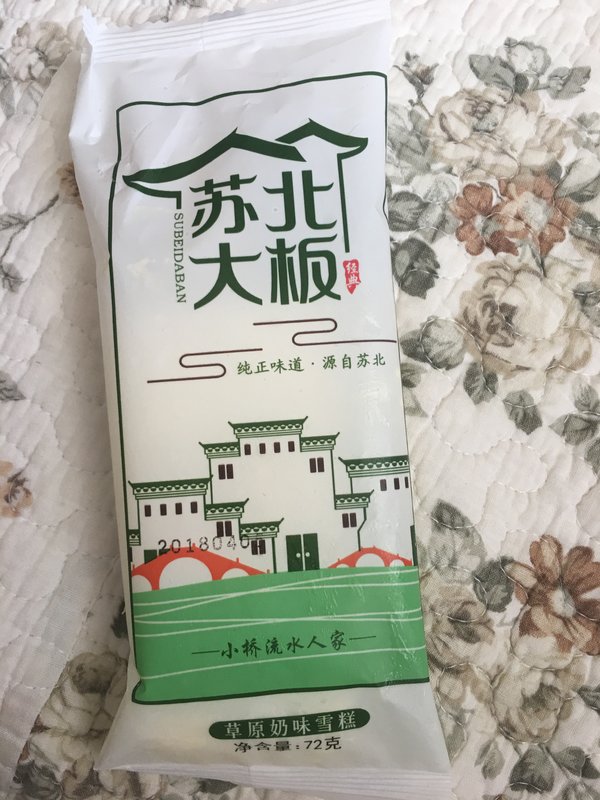 苏北
大板
SUBEIDABAN
经典
纯正味道·源自苏北
—小桥流水人家—
草原奶味雪糕
净含量:72克